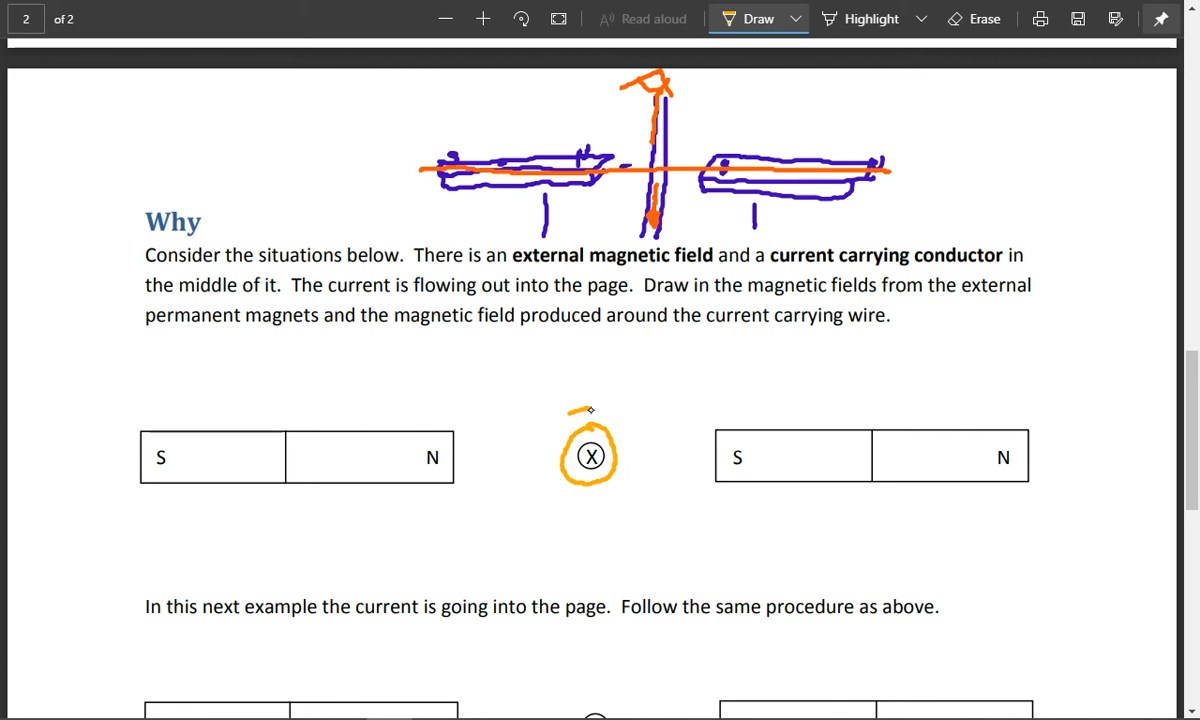 2 of 2 Read aloud Draw Highlight Erase
S N S N
Why
Consider the situations below. There is an external magnetic field and a current carrying conductor in
the middle of it. The current is flowing out into the page. Draw in the magnetic fields from the external
permanent magnets and the magnetic field produced around the current carrying wire.
S N X S N
In this next example the current is going into the page. Follow the same procedure as above.